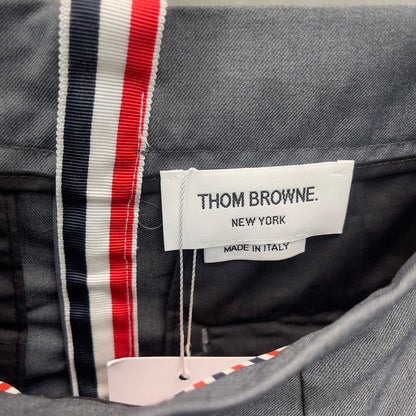 THOM BROWNE.
NEW YORK
MADE IN ITALY